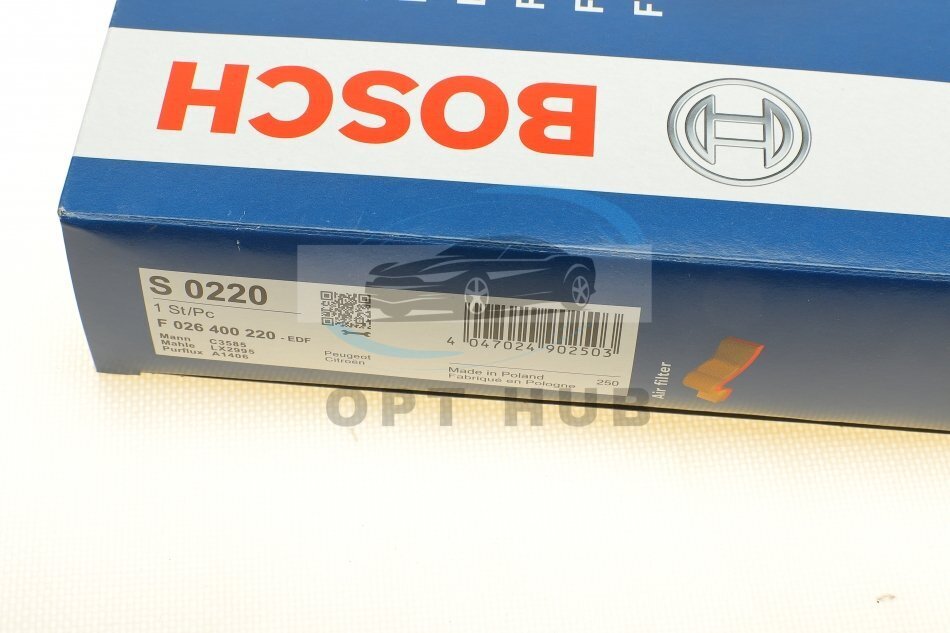 F
F
F
BOSCH
S 0220
1 St/Pc
F 026 400 220 - EDF
Mann C3585
Mahle LX2995
Purflux A1406
Peugeot
Citroën
4 047024 902503
Made in Poland
Fabriqué en Pologne 250
Air filter
OPT HUB